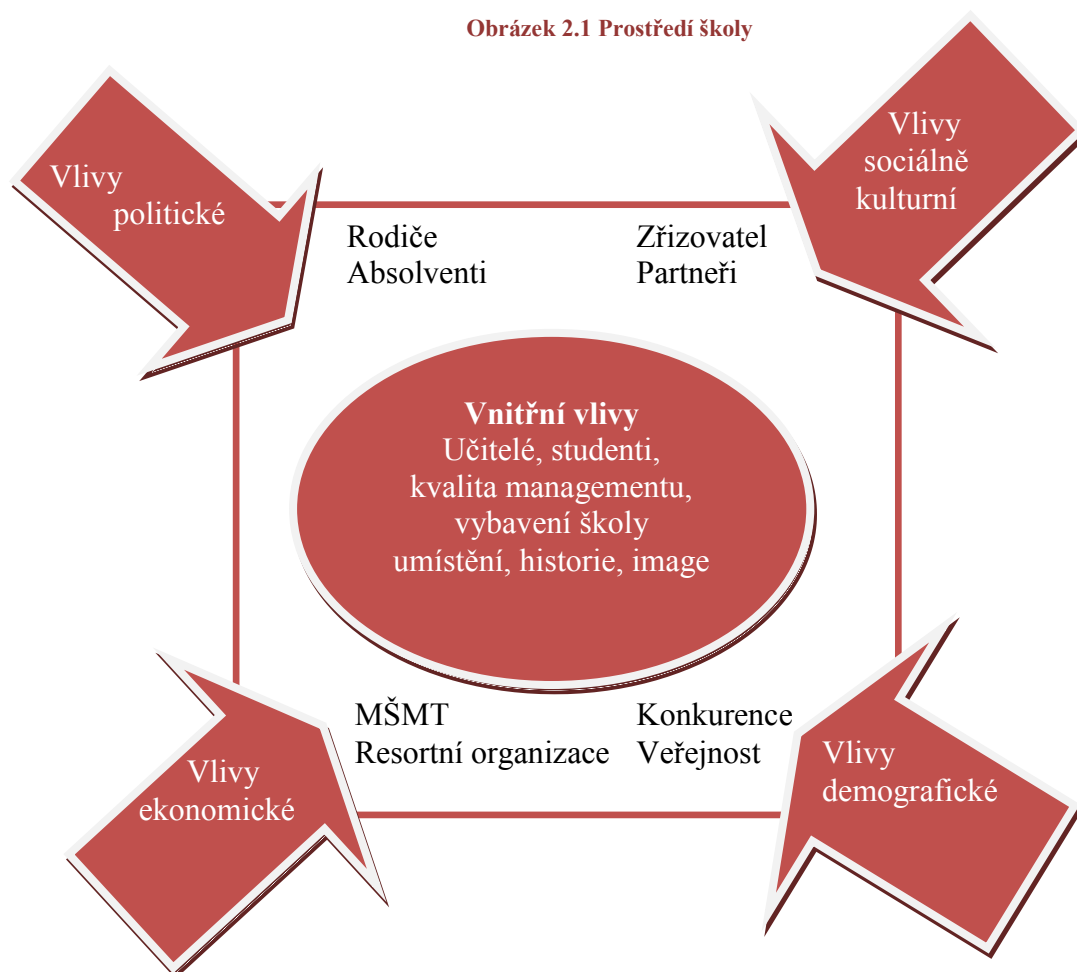 Obrázek 2.1 Prostředí školy
Vlivy
politické
Vlivy
sociálně
kulturní
Rodiče
Absolventi
Zřizovatel
Partneři
Vnitřní vlivy
Učitelé, studenti,
kvalita managementu,
vybavení školy
umístění, historie, image
MŠMT
Resortní organizace
Konkurence
Veřejnost
Vlivy
ekonomické
Vlivy
demografické